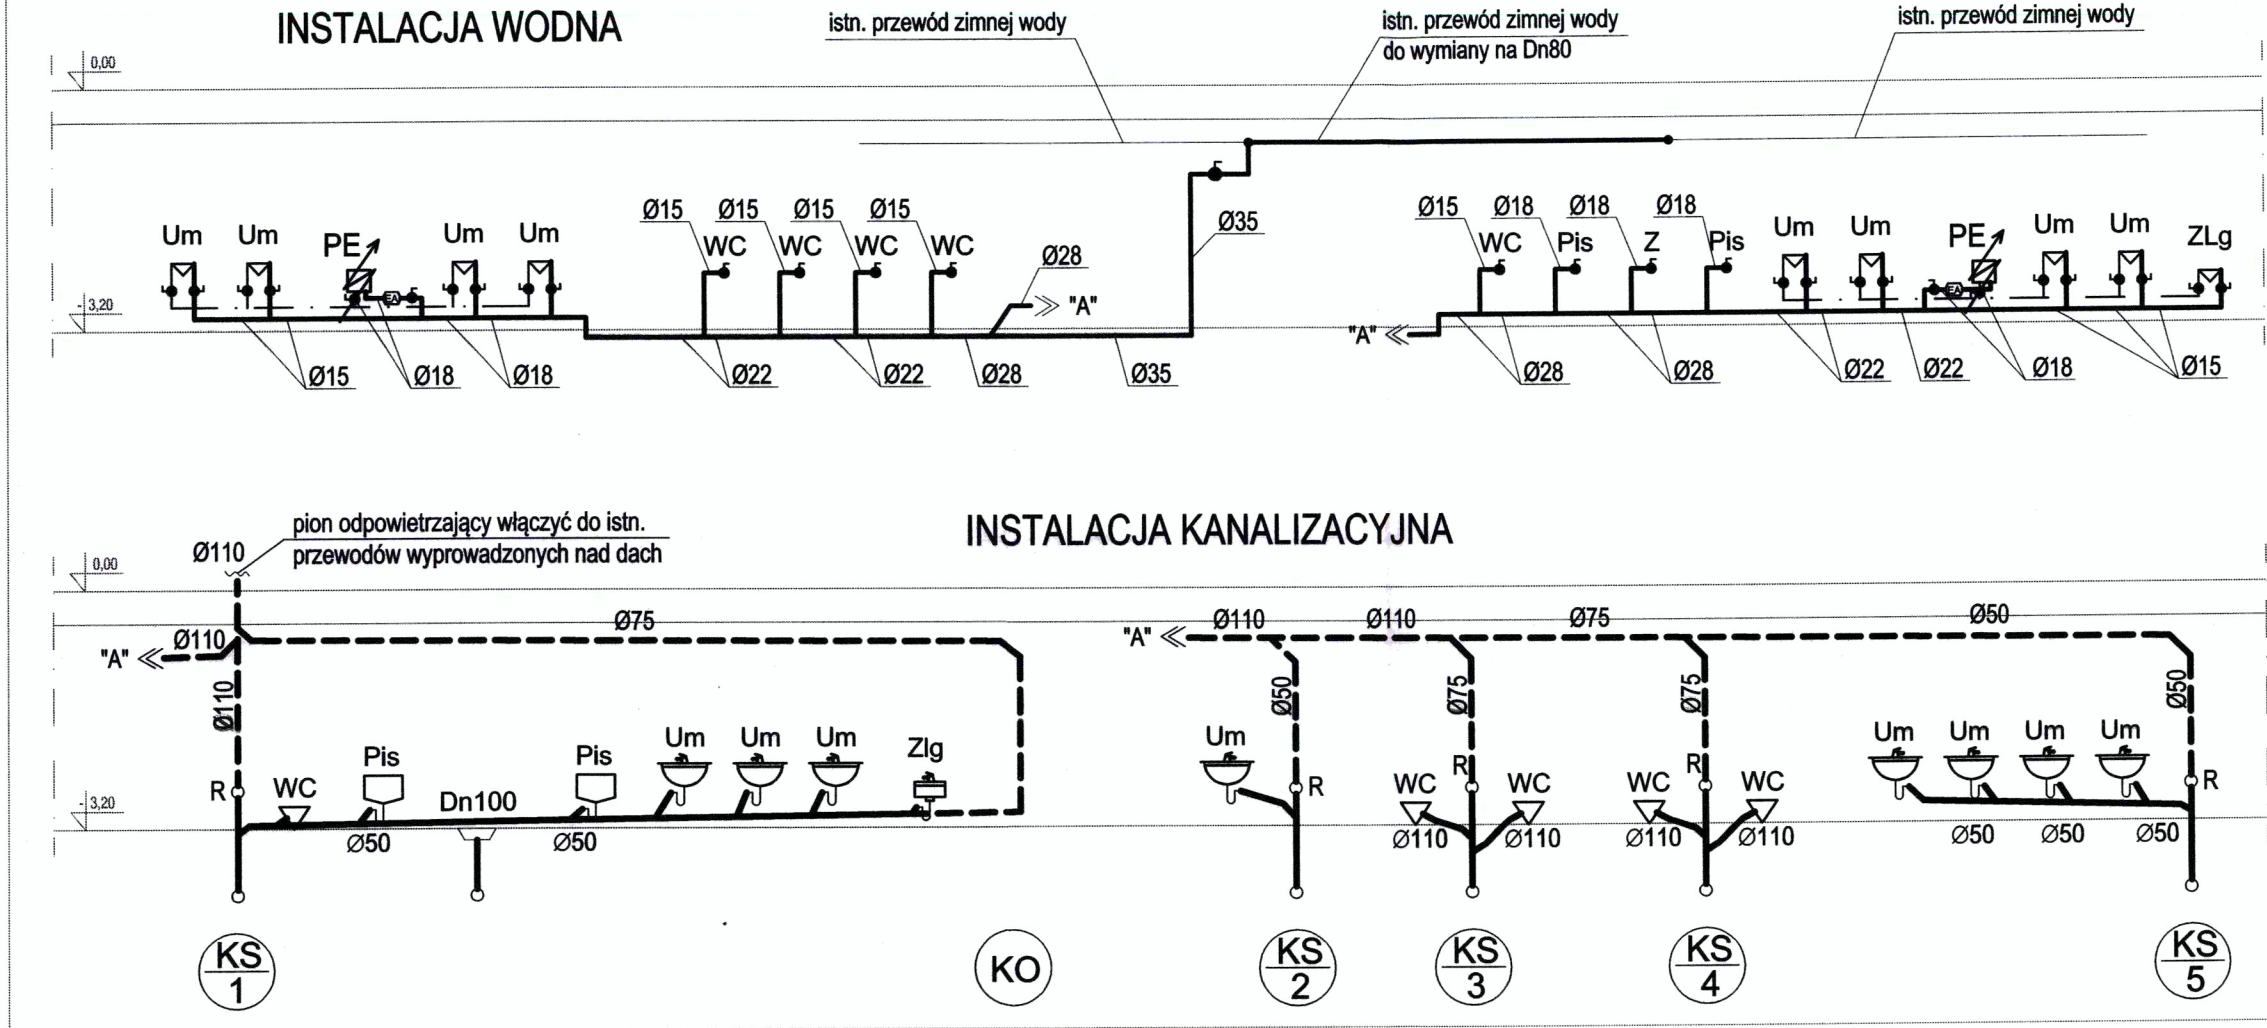 INSTALACJA WODNA
istn. przewód zimnej wody
istn. przewód zimnej wody
do wymiany na Dn80
istn. przewód zimnej wody
0,00
Ø15 Ø15 Ø15 Ø15
Ø15 Ø18 Ø18 Ø18
Um Um PE Um Um
WC WC WC WC
Ø28
"A"
Ø35
WC Pis Z Pis Um Um PE Um Um ZLg
EA
EA
- 3,20
"A"
Ø15 Ø18 Ø18 Ø22 Ø22 Ø28 Ø35
Ø28 Ø28 Ø22 Ø22 Ø18 Ø15
INSTALACJA KANALIZACYJNA
pion odpowietrzający włączyć do istn.
przewodów wyprowadzonych nad dach
Ø110
0,00
Ø75
"A" Ø110
Ø110
"A" Ø110 Ø110 Ø75 Ø50
Ø50 Ø75 Ø75 Ø50
R WC Pis Dn100 Pis Um Um Um Zlg
Um R WC R WC WC R WC Um Um Um Um R
- 3,20
Ø50 Ø50
Ø110 Ø110 Ø110 Ø110 Ø50 Ø50 Ø50
KS
1
KO
KS
2
KS
3
KS
4
KS
5